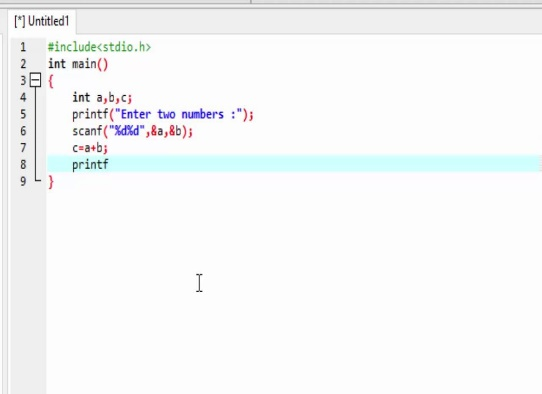 [*] Untitled1
1 #include<stdio.h>
2 int main()
3 {
4 int a,b,c;
5 printf("Enter two numbers :");
6 scanf("%d%d",&a,&b);
7 c=a+b;
8 printf
9 }